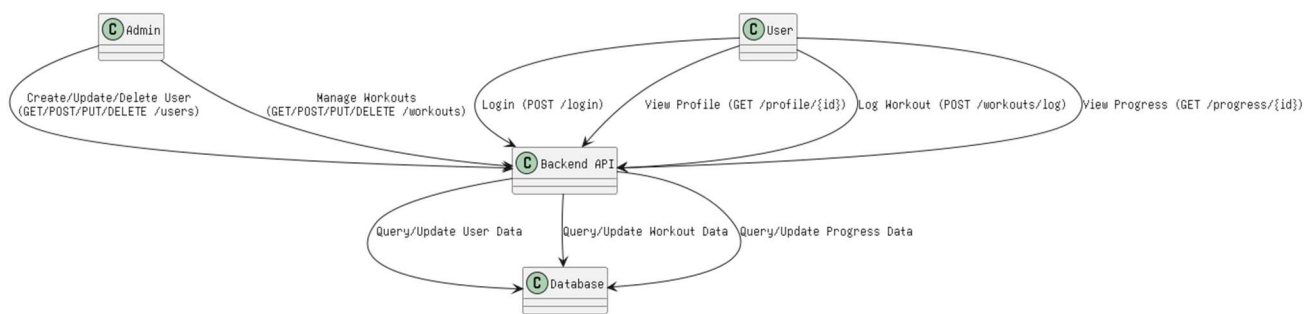 C Admin
C User
Create/Update/Delete User
(GET/POST/PUT/DELETE /users)
Manage Workouts
(GET/POST/PUT/DELETE /workouts)
Login (POST /login)
View Profile (GET /profile/{id})
Log Workout (POST /workouts/log)
View Progress (GET /progress/{id})
C Backend API
Query/Update User Data
Query/Update Workout Data
Query/Update Progress Data
C Database